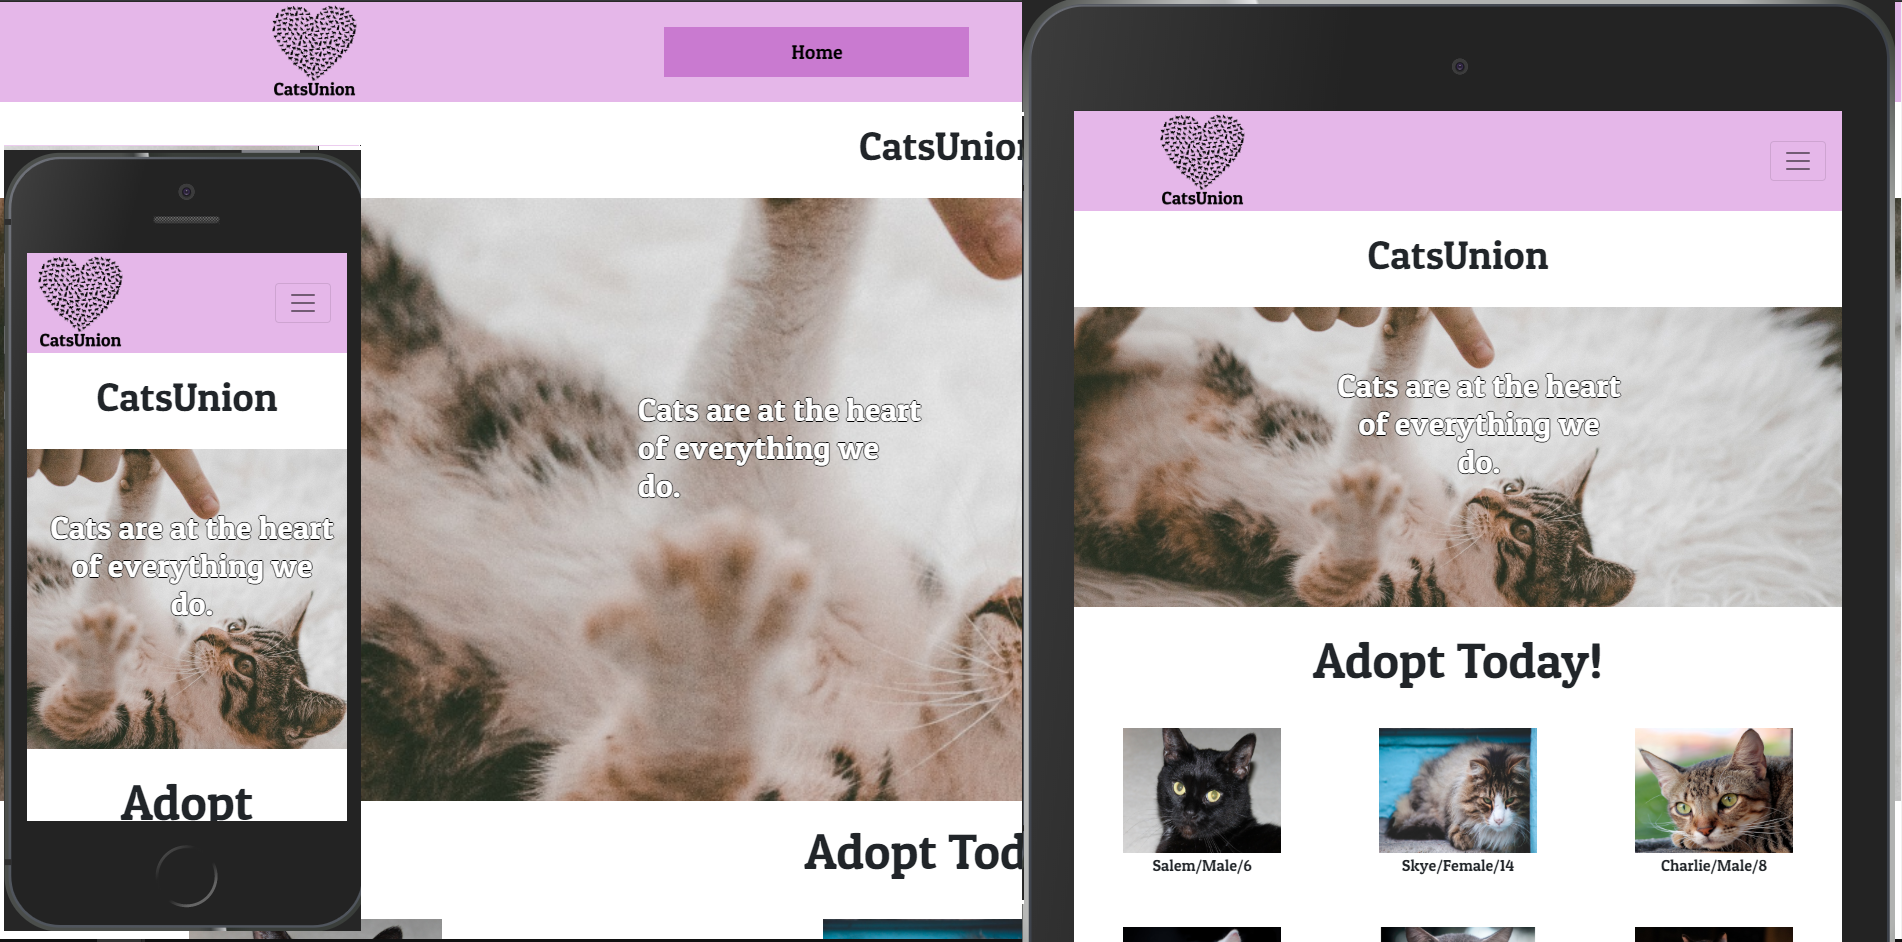 CatsUnion
Home
CatsUnion
Cats are at the heart
of everything we
do.
Adopt Tod
CatsUnion
CatsUnion
Cats are at the heart
of everything we
do.
Adopt
CatsUnion
CatsUnion
Cats are at the heart
of everything we
do.
Adopt Today!
Salem/Male/6
Skye/Female/14
Charlie/Male/8